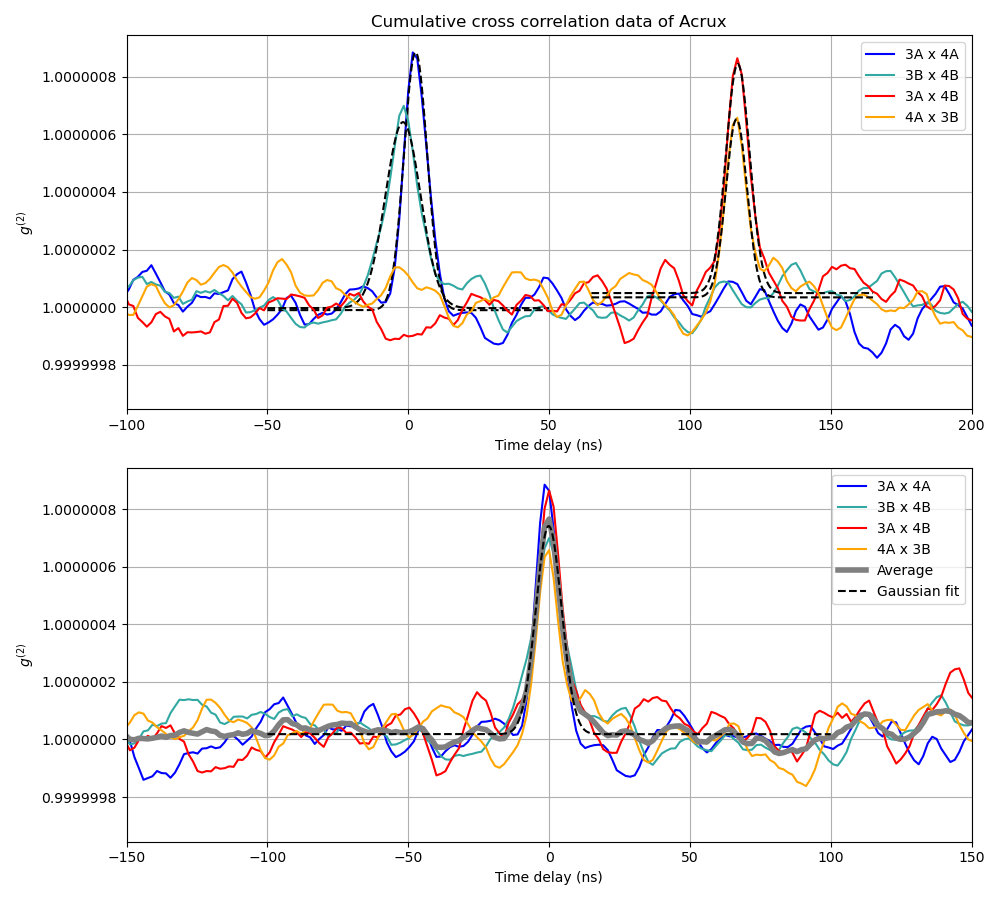 Cumulative cross correlation data of Acrux
1.0000008
1.0000006
1.0000004
1.0000002
1.0000000
0.9999998
g(2)
3A x 4A
3B x 4B
3A x 4B
4A x 3B
−100 −50 0 50 100 150 200
Time delay (ns)
1.0000008
1.0000006
1.0000004
1.0000002
1.0000000
0.9999998
g(2)
3A x 4A
3B x 4B
3A x 4B
4A x 3B
Average
Gaussian fit
−150 −100 −50 0 50 100 150
Time delay (ns)